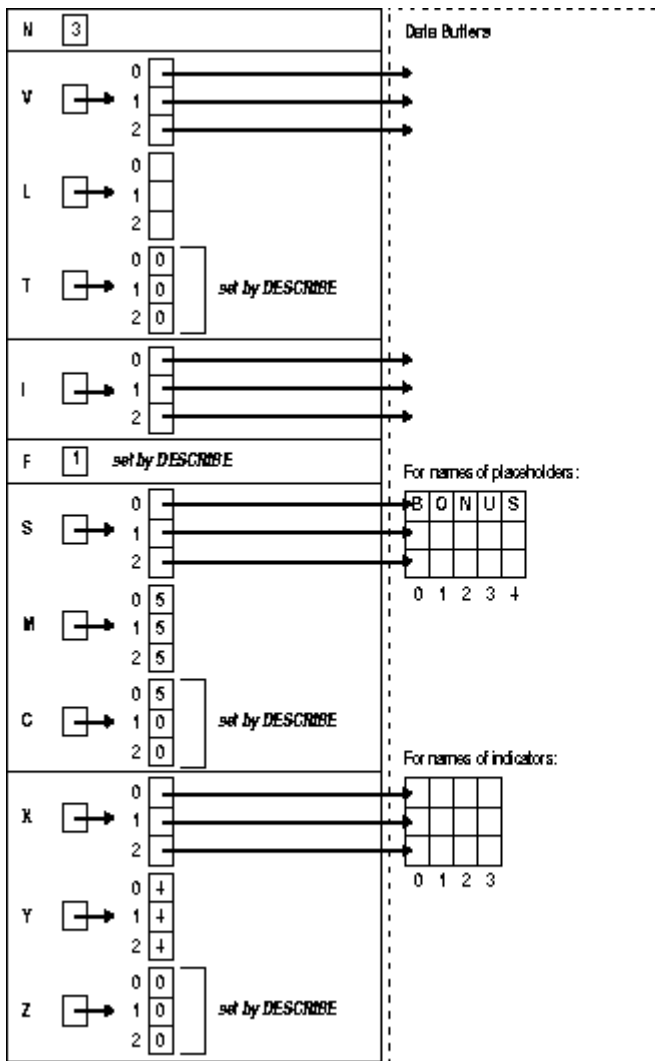 N 3 Data Buffers
0
V 1
2
0
L 1
2
0 0
T 1 0 set by DESCRIBE
2 0
0
I 1
2
F 1 set by DESCRIBE
For names of placeholders:
0 B O N U S
S 1
2
0 1 2 3 4
0 5
M 1 5
2 5
0 5
C 1 0 set by DESCRIBE
2 0
For names of indicators:
0
X 1
2
0 1 2 3
0 4
Y 1 4
2 4
0 0
Z 1 0 set by DESCRIBE
2 0